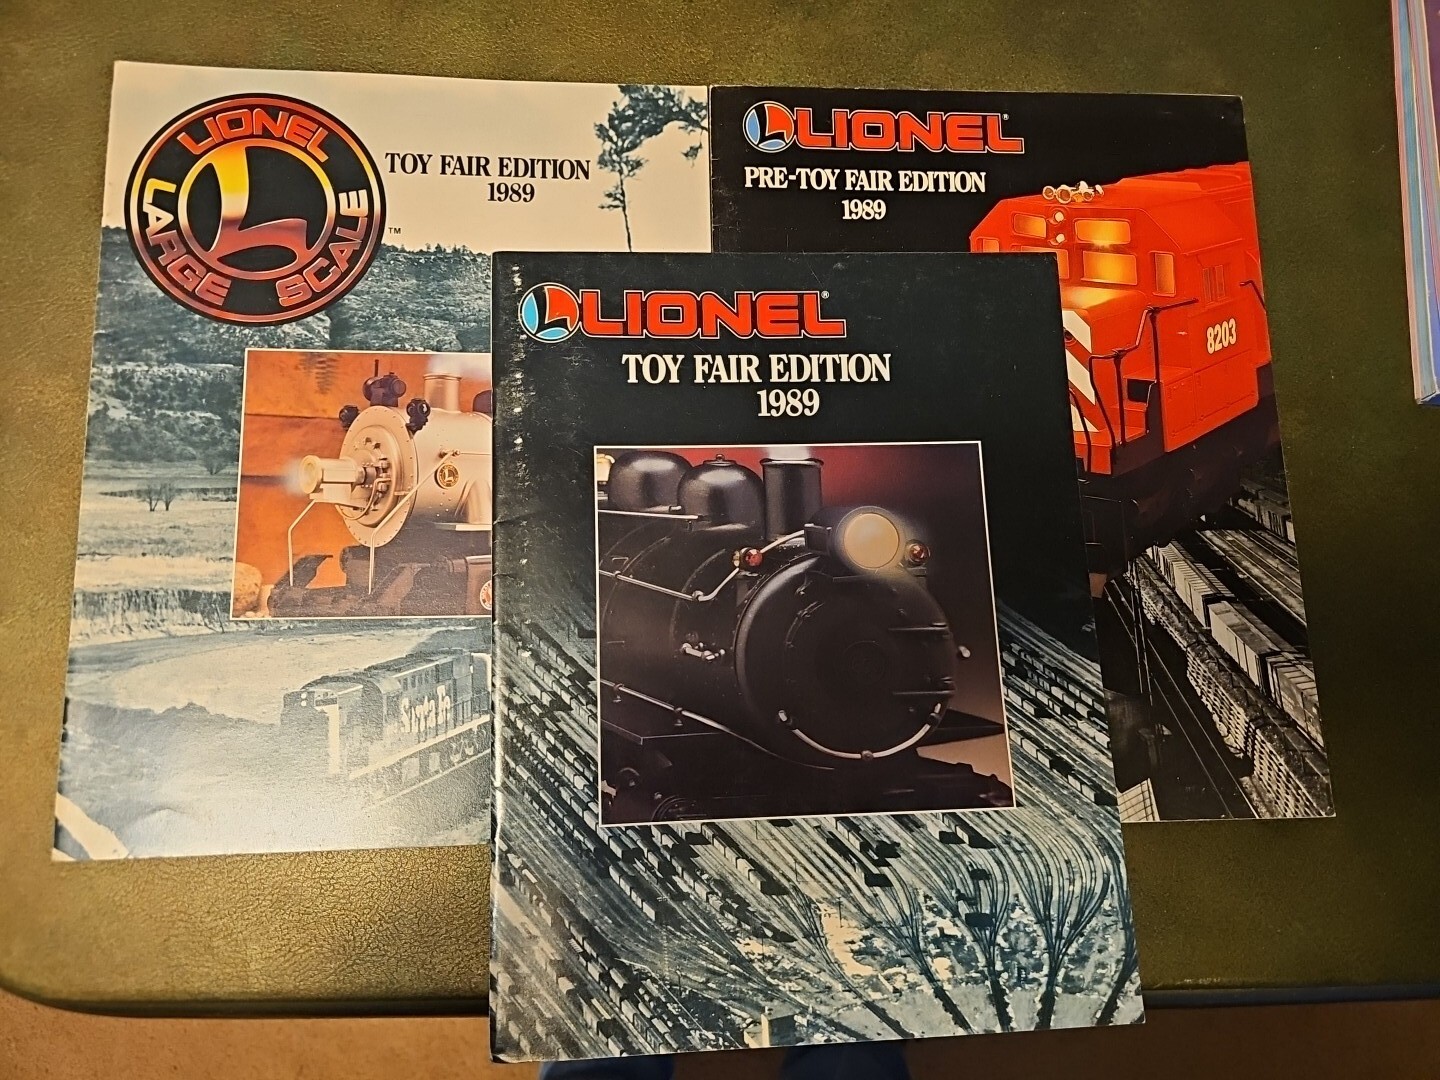 LIONEL
LARGE SCALE
L
™
TOY FAIR EDITION
1989
Santa Fe
L LIONEL®
PRE-TOY FAIR EDITION
1989
8203
L LIONEL®
TOY FAIR EDITION
1989